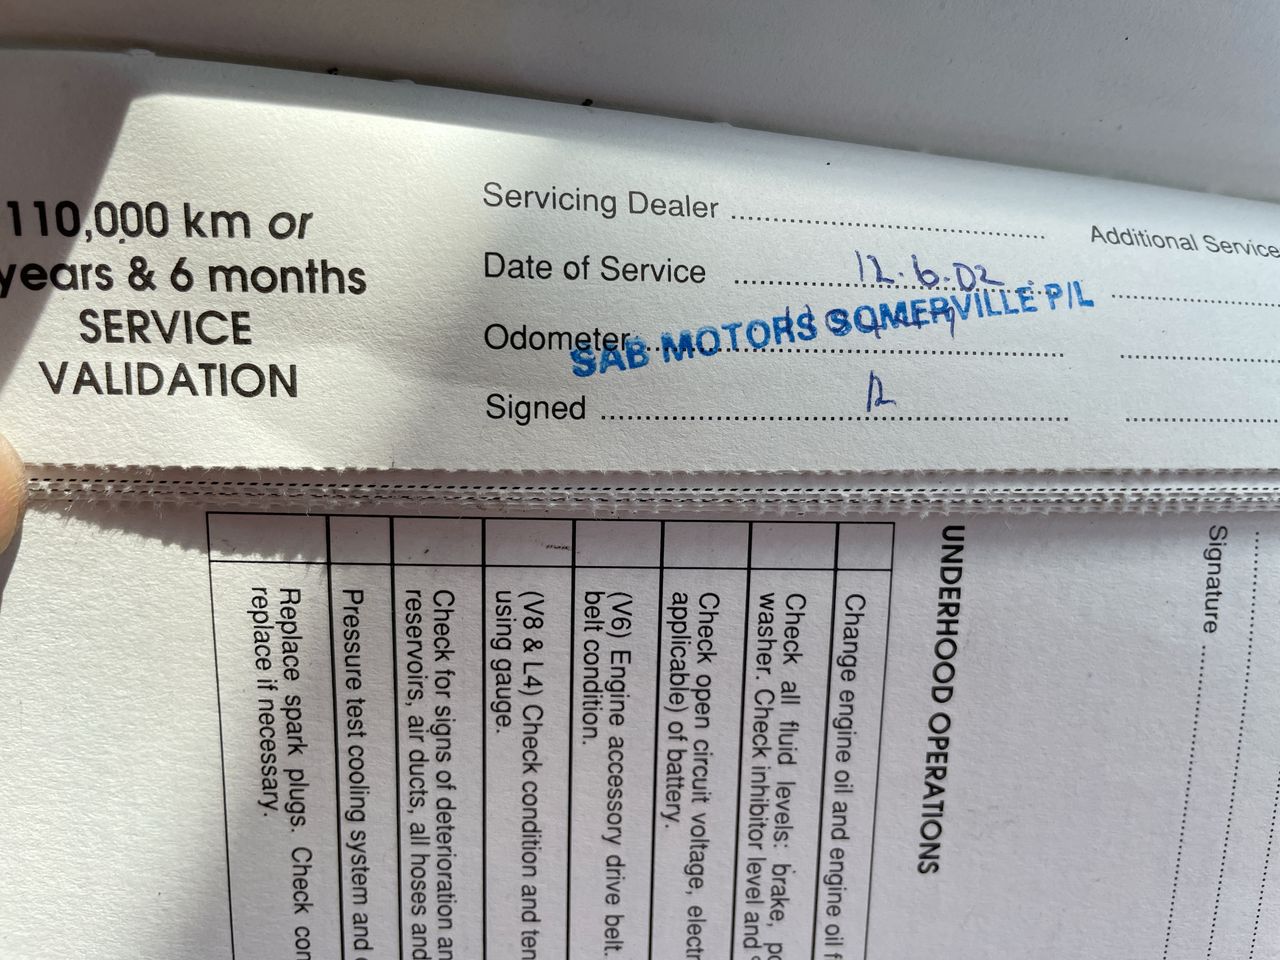 110,000 km or
years & 6 months
SERVICE
VALIDATION
Servicing Dealer
Date of Service 12.6.02
Odometer
SAB MOTORS SOMERVILLE P/L
Signed
Additional Service
Signature
UNDERHOOD OPERATIONS
Change engine oil and engine oil f
Check all fluid levels: brake, po
washer. Check inhibitor level and
Check open circuit voltage, electr
applicable) of battery.
(V6) Engine accessory drive belt.
belt condition.
(V8 & L4) Check condition and ten
using gauge.
Check for signs of deterioration an
reservoirs, air ducts, all hoses and
Pressure test cooling system and
Replace spark plugs. Check con
replace if necessary.